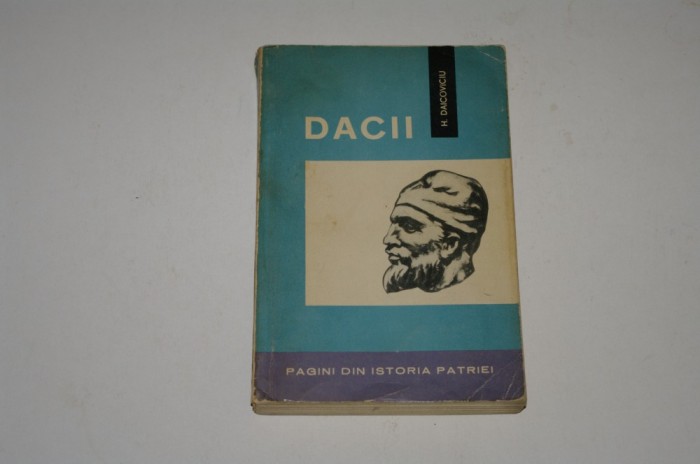 H. DAICOVICIU
DACII
PAGINI DIN ISTORIA PATRIEI